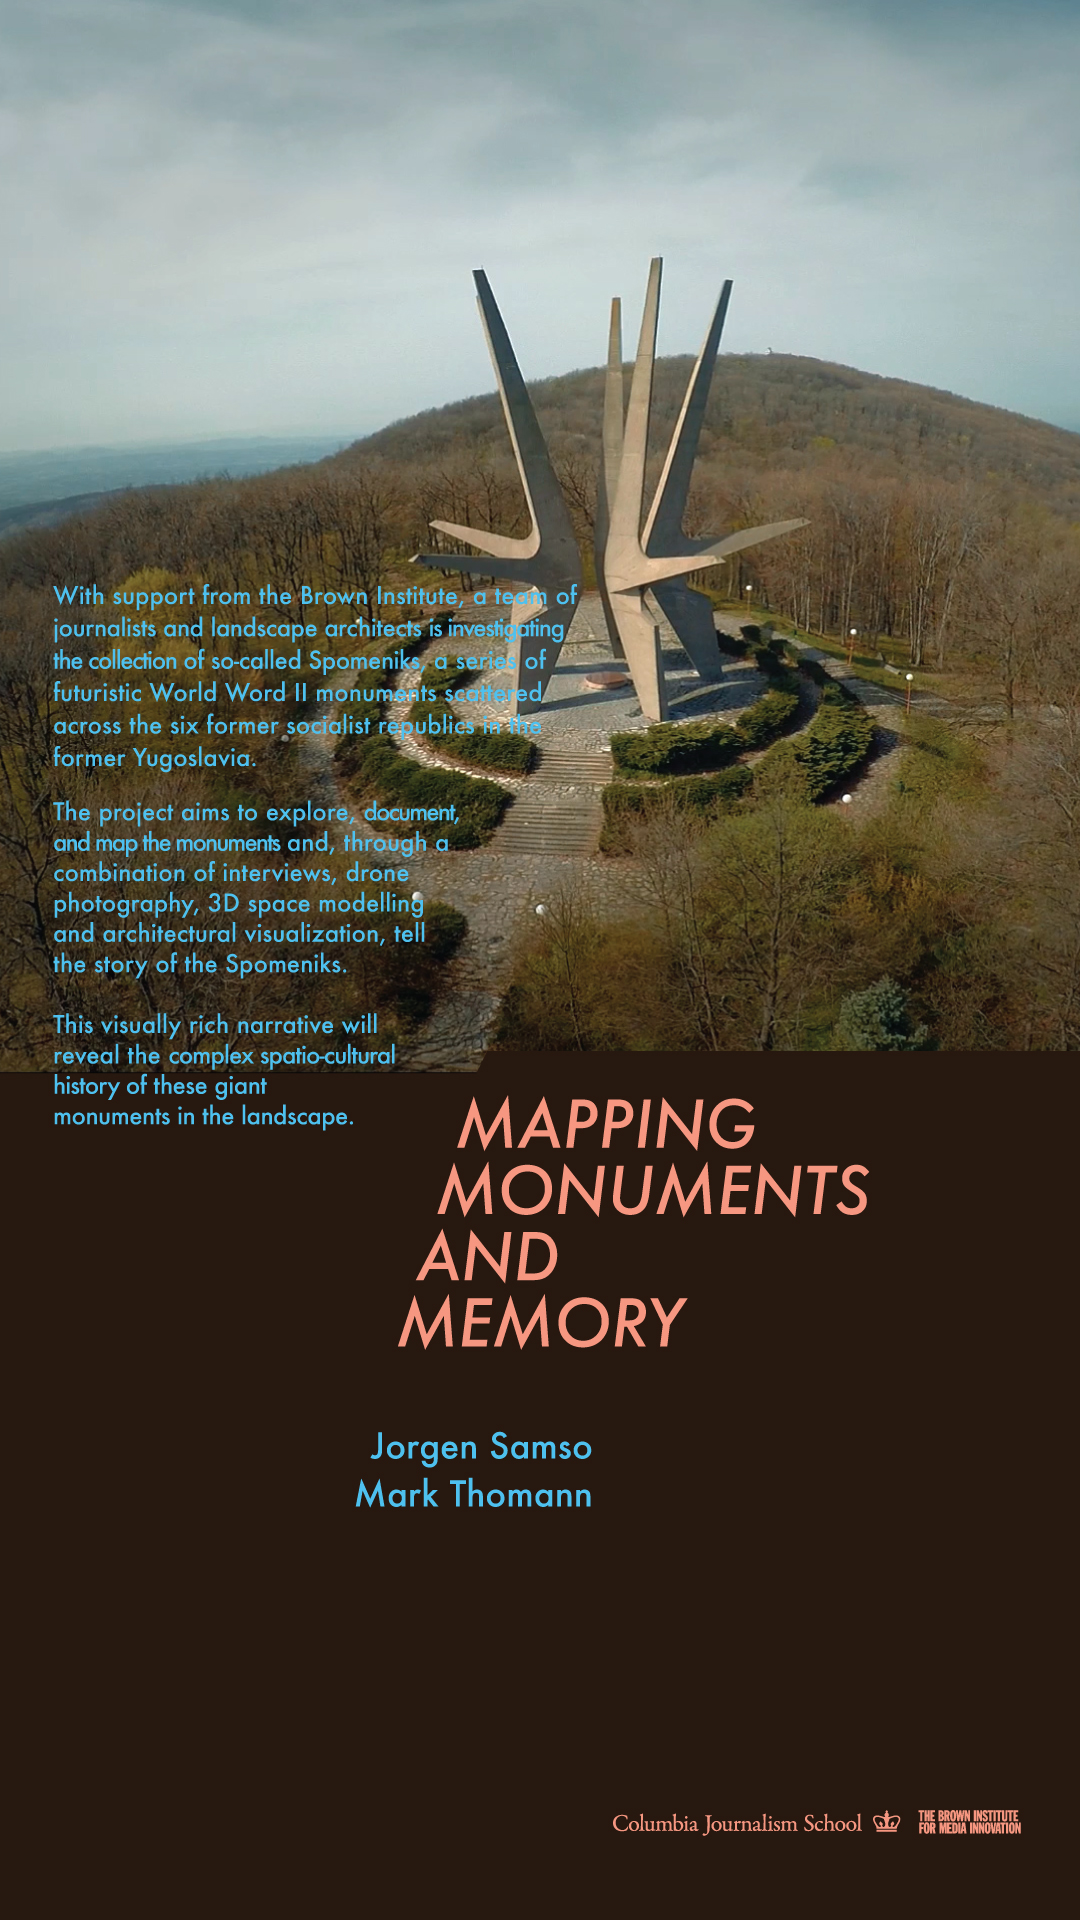 With support from the Brown Institute, a team of
journalists and landscape architects is investigating
the collection of so-called Spomeniks, a series of
futuristic World Word II monuments scattered
across the six former socialist republics in the
former Yugoslavia.
The project aims to explore, document,
and map the monuments and, through a
combination of interviews, drone
photography, 3D space modelling
and architectural visualization, tell
the story of the Spomeniks.
This visually rich narrative will
reveal the complex spatio-cultural
history of these giant
monuments in the landscape.
MAPPING
MONUMENTS
AND
MEMORY
Jorgen Samso
Mark Thomann
Columbia Journalism School
THE BROWN INSTITUTE
FOR MEDIA INNOVATION